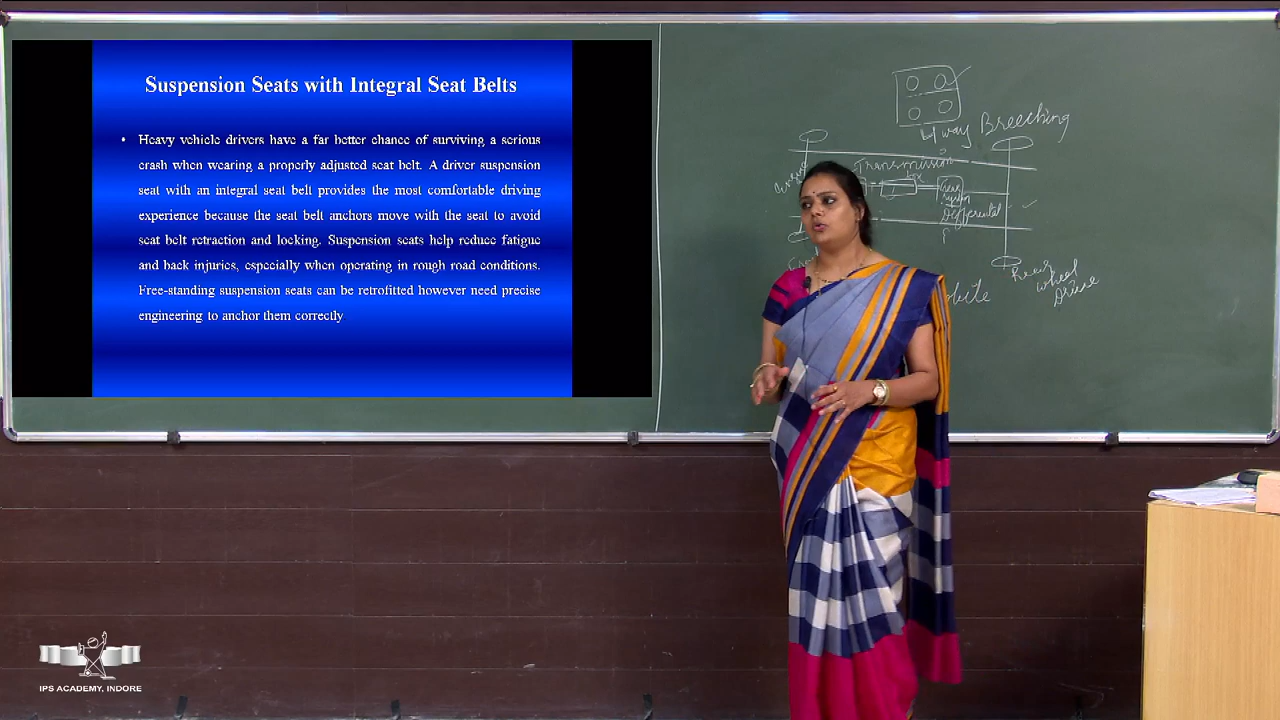 Suspension Seats with Integral Seat Belts
• Heavy vehicle drivers have a far better chance of surviving a serious
crash when wearing a properly adjusted seat belt. A driver suspension
seat with an integral seat belt provides the most comfortable driving
experience because the seat belt anchors move with the seat to avoid
seat belt retraction and locking. Suspension seats help reduce fatigue
and back injuries, especially when operating in rough road conditions.
Free-standing suspension seats can be retrofitted however need precise
engineering to anchor them correctly
Breeching
Transmission
Differential
Rear
wheel
Drive
IPS ACADEMY, INDORE